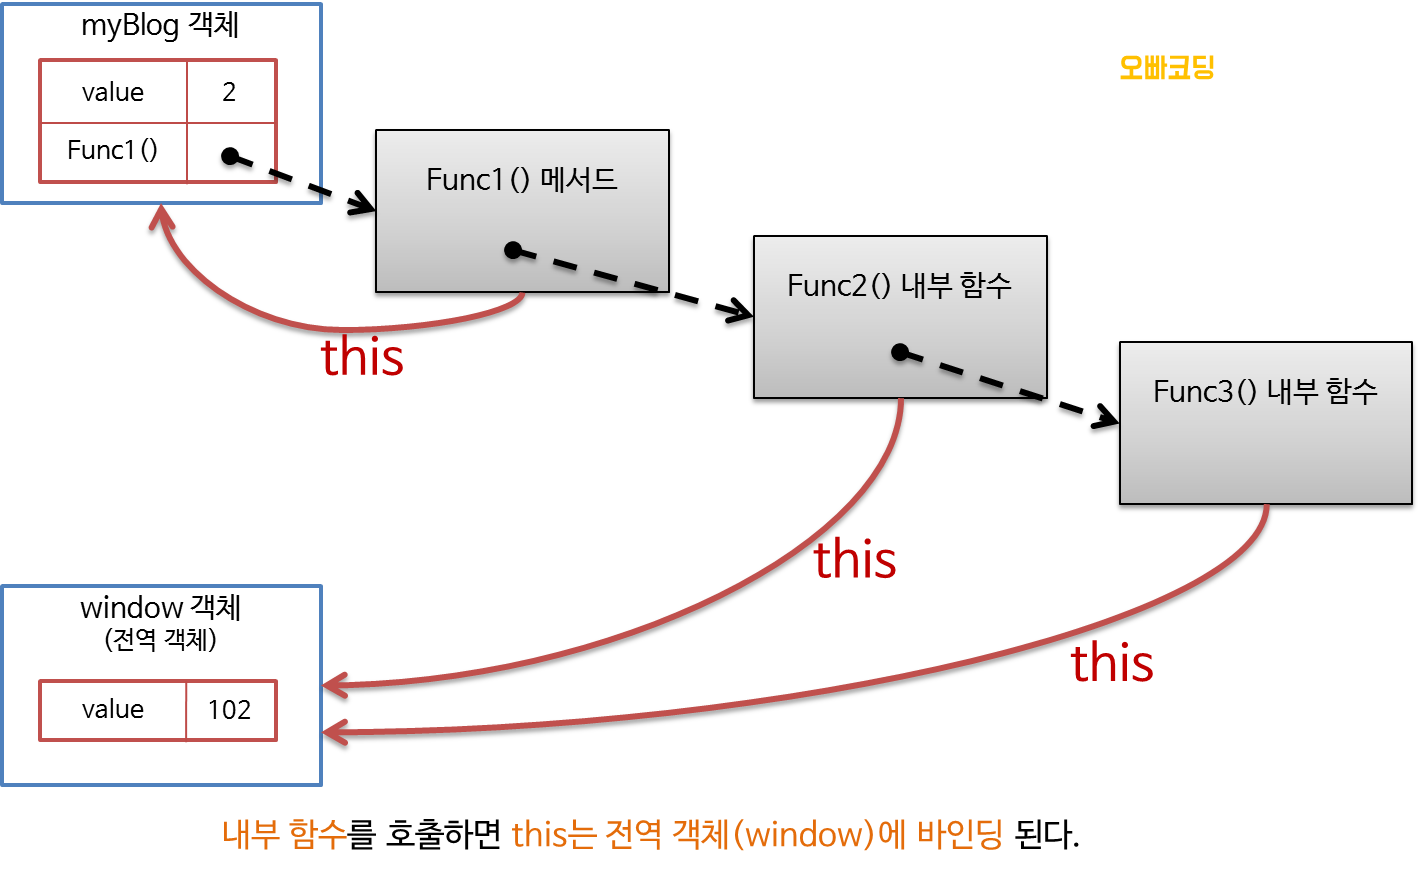 myBlog 객체
value 2
Func1()
오빠코딩
Func1() 메서드
Func2() 내부 함수
Func3() 내부 함수
this
this
this
window 객체
(전역 객체)
value 102
내부 함수를 호출하면 this는 전역 객체(window)에 바인딩 된다.